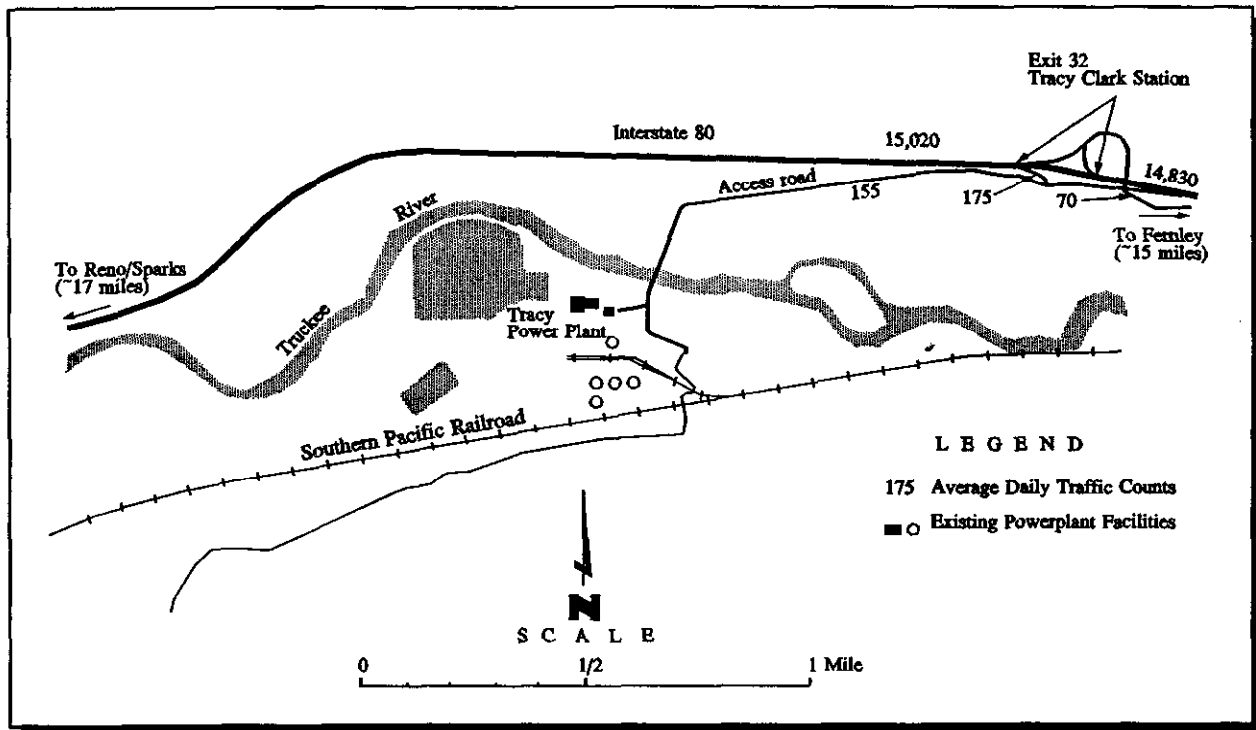 Exit 32
Tracy Clark Station
Interstate 80
15,020
14,830
Access road
155
175
70
River
To Fernley
(~15 miles)
To Reno/Sparks
(~17 miles)
Truckee
Tracy
Power Plant
Southern Pacific Railroad
LEGEND
175 Average Daily Traffic Counts
Existing Powerplant Facilities
N
SCALE
0 1/2 1 Mile